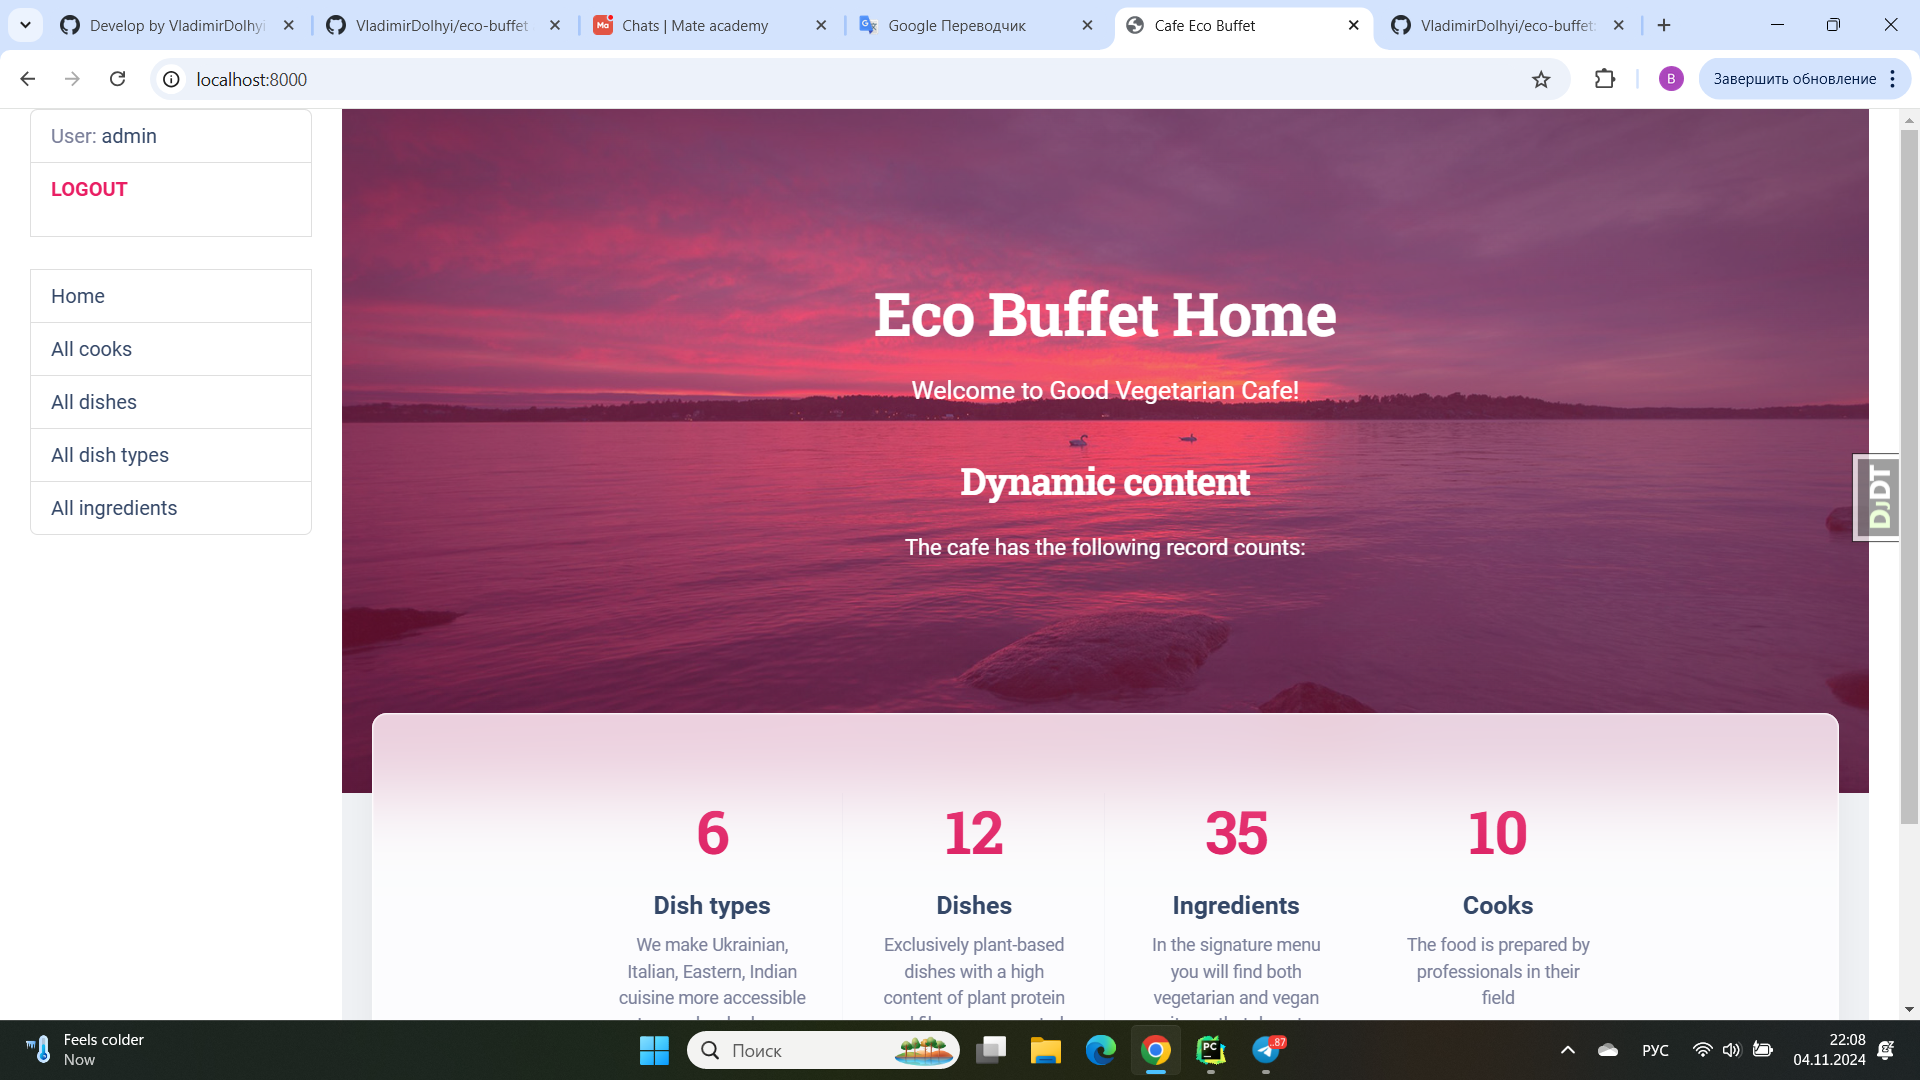 Develop by VladimirDolhyi
VladimirDolhyi/eco-buffet
Chats | Mate academy
Google Переводчик
Cafe Eco Buffet
VladimirDolhyi/eco-buffet:
localhost:8000
B
Завершить обновление
User: admin
LOGOUT
Home
All cooks
All dishes
All dish types
All ingredients
Eco Buffet Home
Welcome to Good Vegetarian Cafe!
Dynamic content
The cafe has the following record counts:
DJDT
6
Dish types
We make Ukrainian,
Italian, Eastern, Indian
cuisine more accessible
12
Dishes
Exclusively plant-based
dishes with a high
content of plant protein
35
Ingredients
In the signature menu
you will find both
vegetarian and vegan
10
Cooks
The food is prepared by
professionals in their
field
Feels colder
Now
Поиск
PC
..87
РУС
22:08
04.11.2024